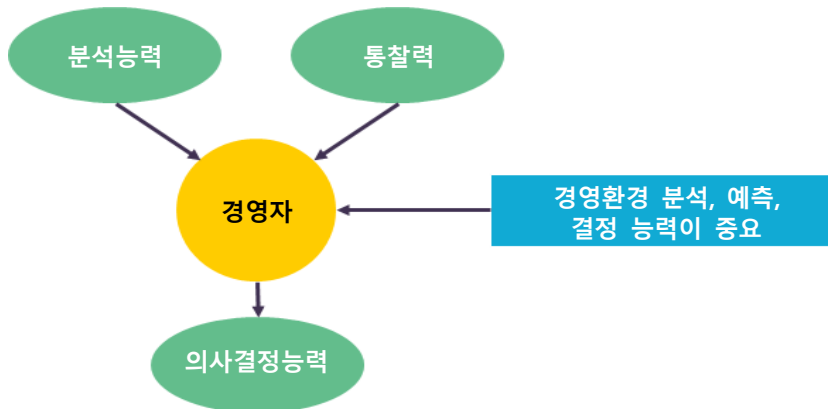 분석능력
통찰력
경영자
경영환경 분석, 예측,
결정 능력이 중요
의사결정능력